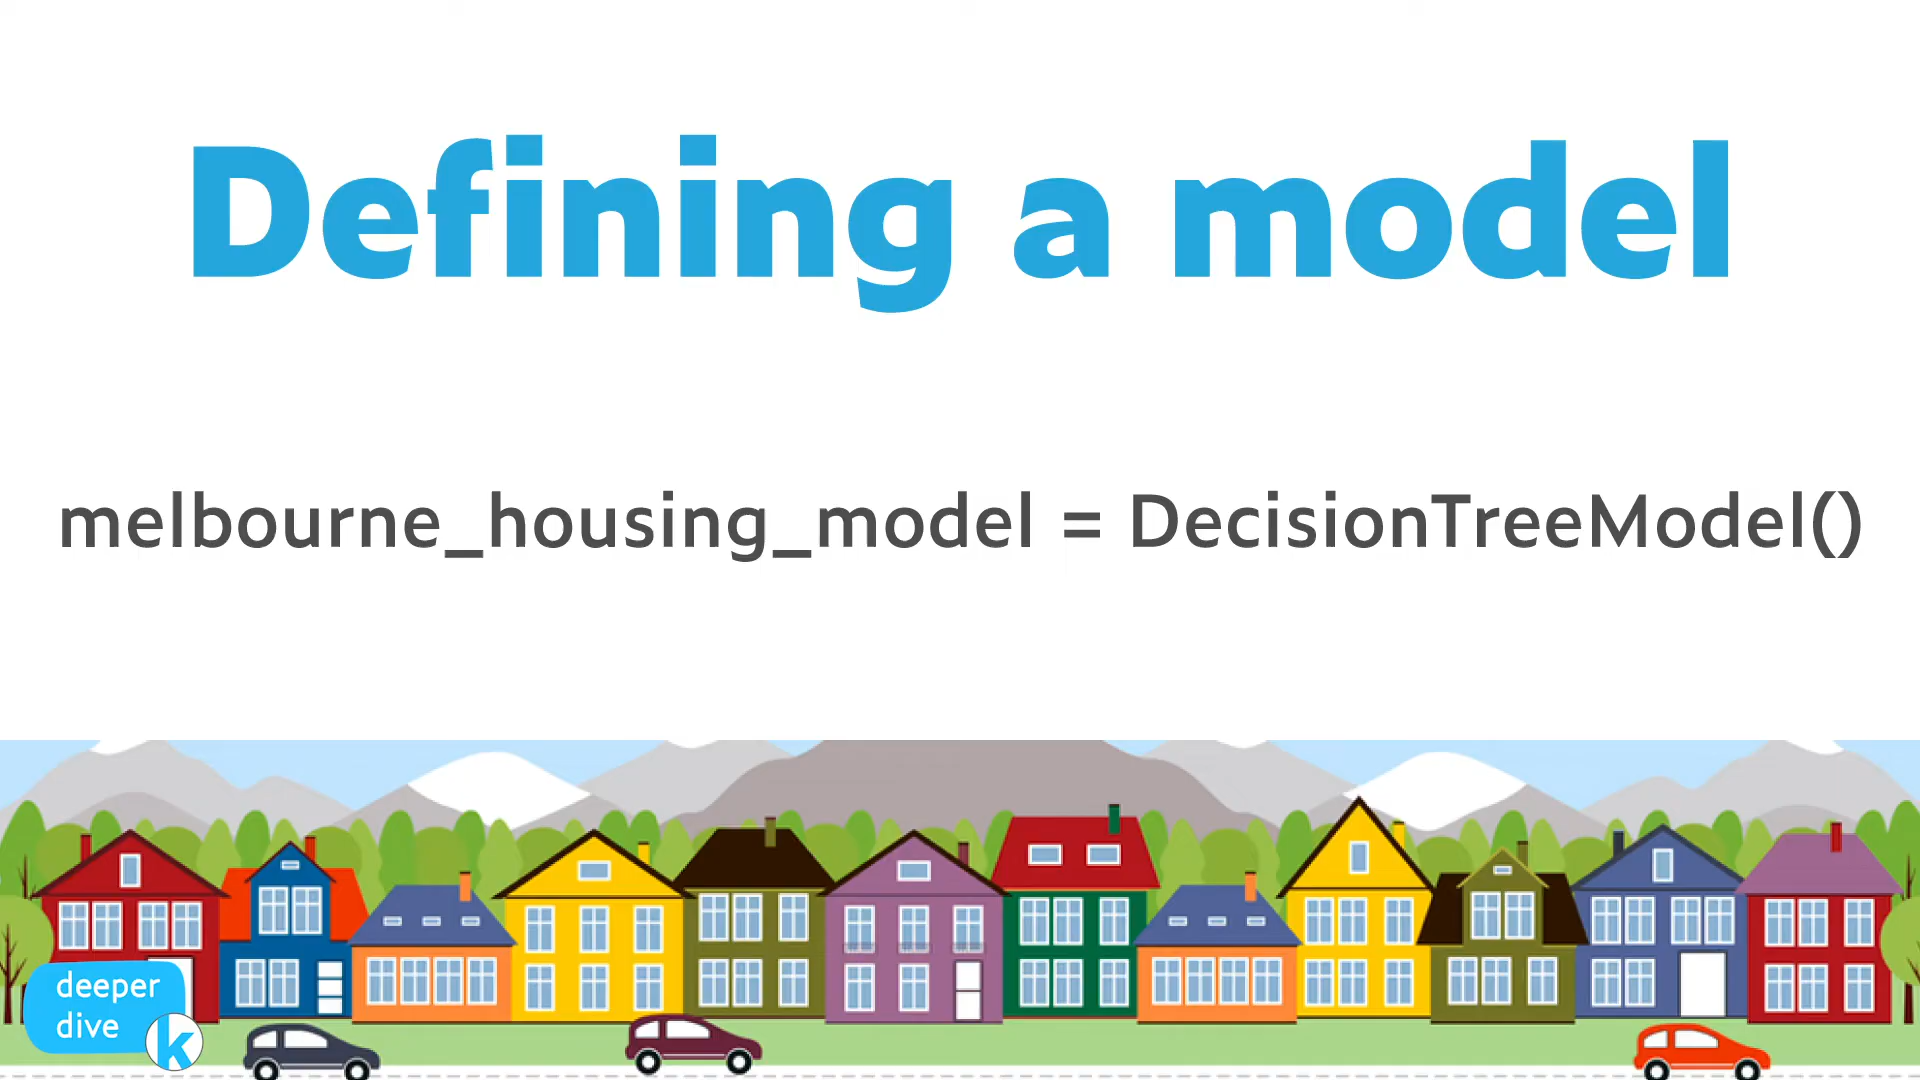 Defining a model
melbourne_housing_model = DecisionTreeModel()
deeper
dive
k